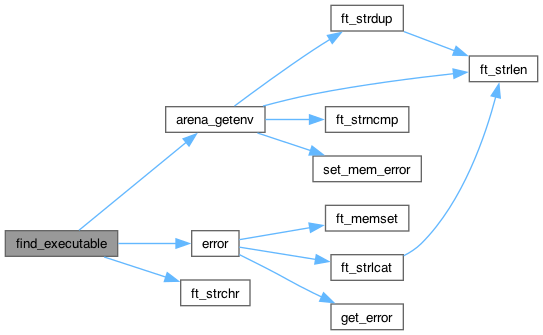 ft_strdup
ft_strlen
arena_getenv
ft_strncmp
set_mem_error
find_executable
error
ft_memset
ft_strlcat
ft_strchr
get_error